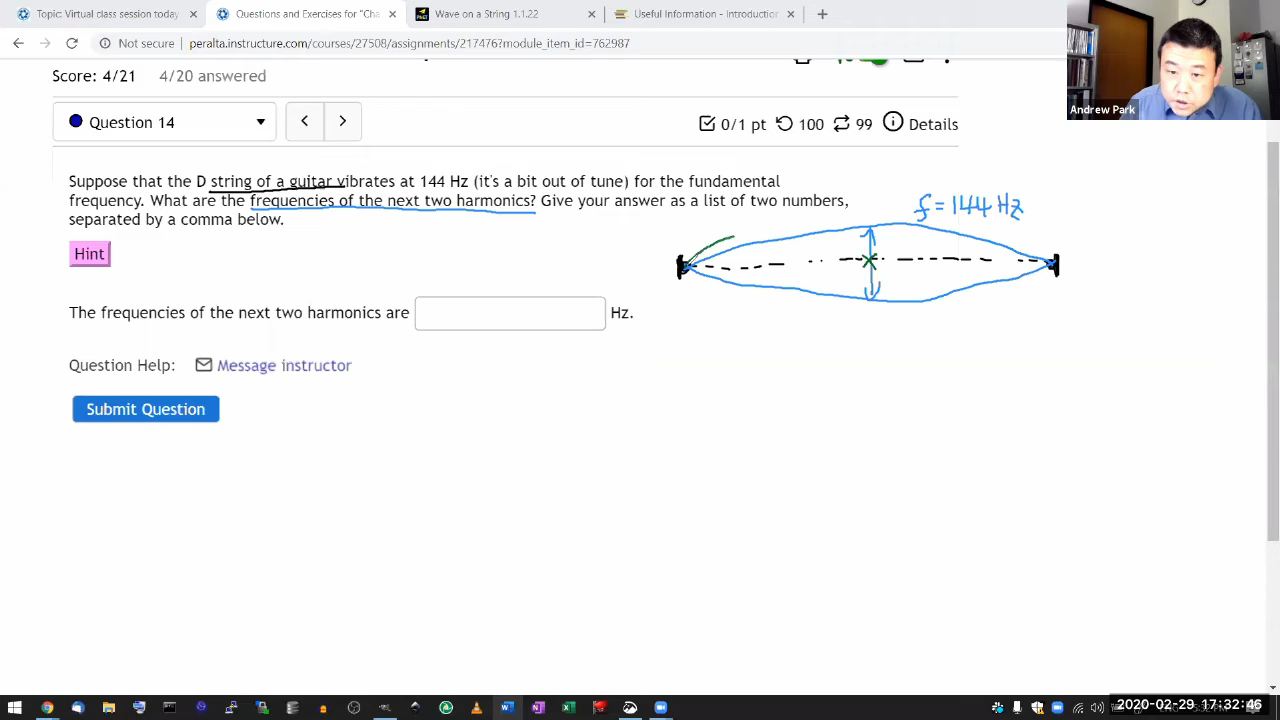 Topic: Virtual class session day
Questions and Exercises for "Cha
Wave on a String 1.1.22
Useful Information - Introduction
Not secure | peralta.instructure.com/courses/27500/assignments/217476?module_item_id=762987
Andrew Park
Score: 4/21 4/20 answered
Question 14
0/1 pt 100 99 Details
Suppose that the D string of a guitar vibrates at 144 Hz (it's a bit out of tune) for the fundamental
frequency. What are the frequencies of the next two harmonics? Give your answer as a list of two numbers,
separated by a comma below.
f = 144 Hz
Hint
The frequencies of the next two harmonics are Hz.
Question Help: Message instructor
Submit Question
2020-02-29 17:32:46